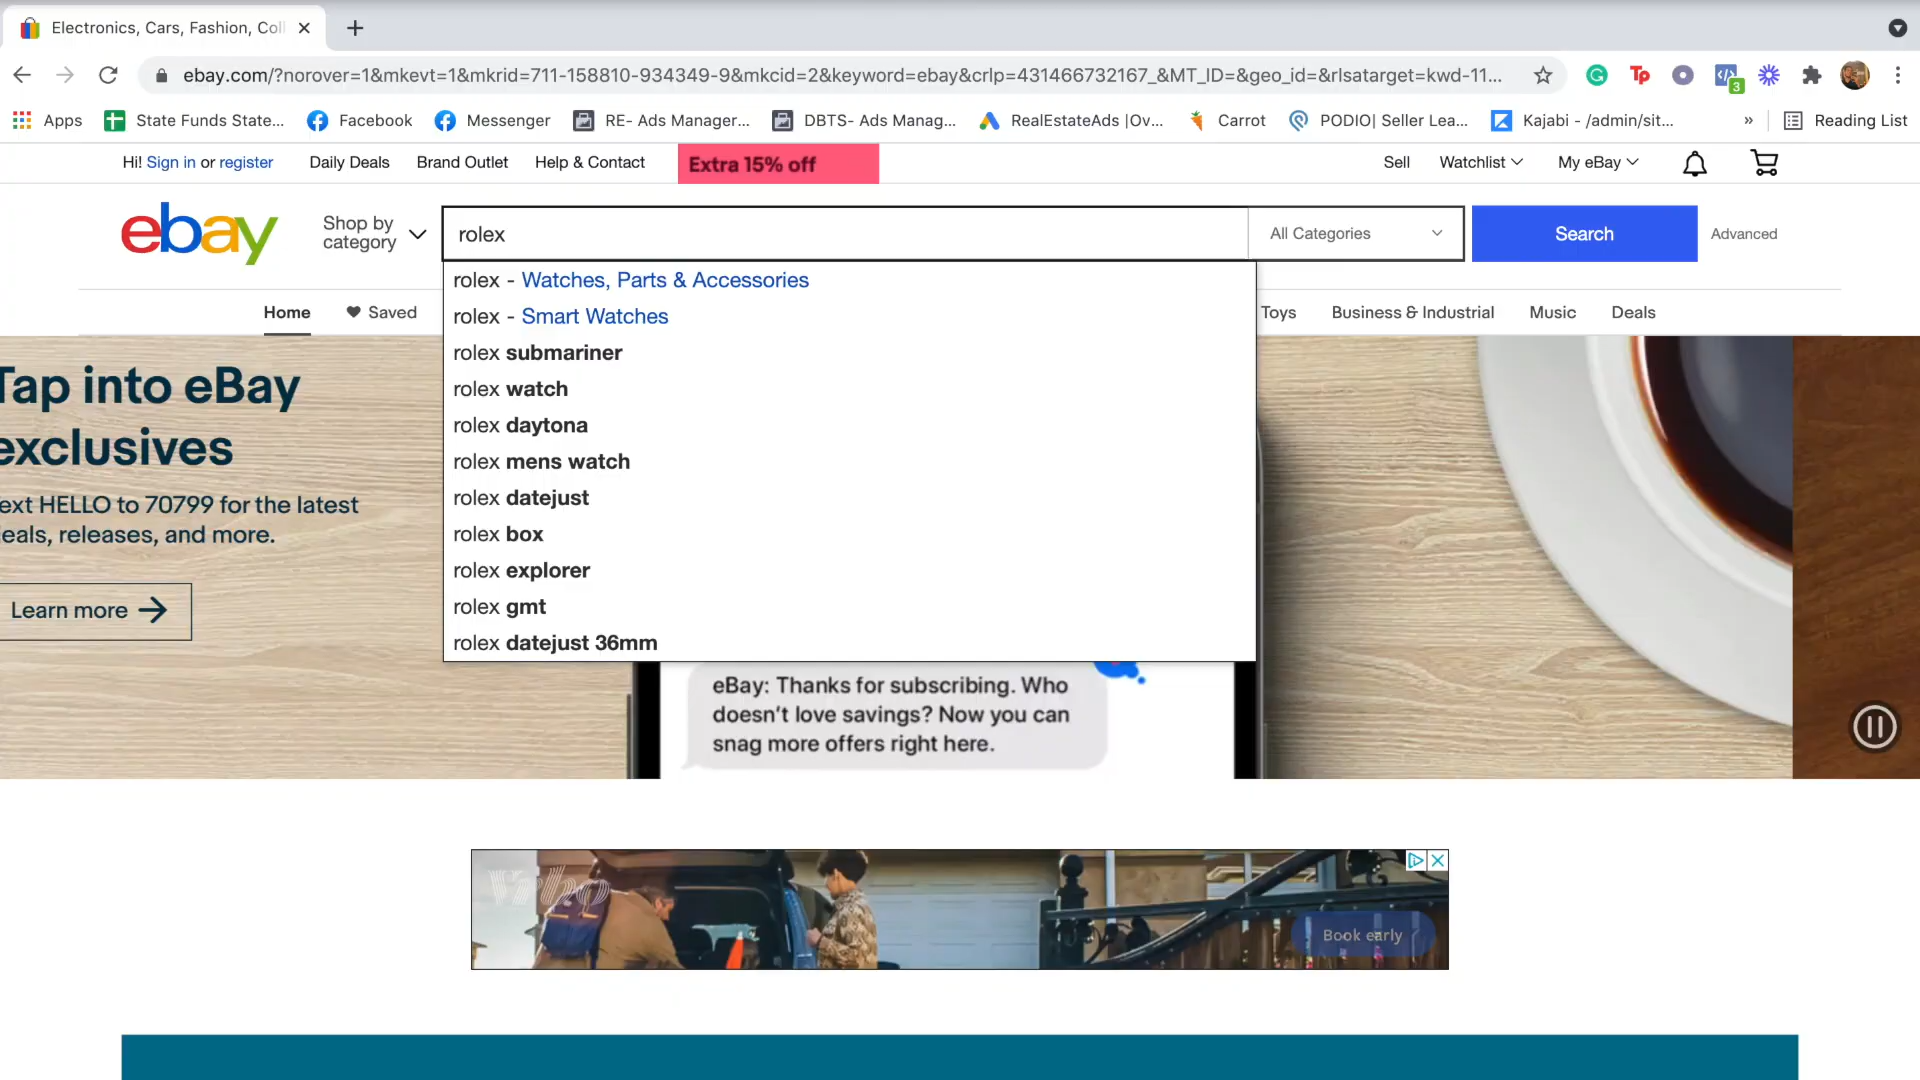 Electronics, Cars, Fashion, Coll
ebay.com/?norover=1&mkevt=1&mkrid=711-158810-934349-9&mkcid=2&keyword=ebay&crlp=431466732167_&MT_ID=&geo_id=&rlsatarget=kwd-11...
Tp
3
Apps State Funds State... Facebook Messenger RE- Ads Manager... DBTS- Ads Manag... RealEstateAds |Ov... Carrot PODIO| Seller Lea... Kajabi - /admin/sit... » Reading List
Hi! Sign in or register Daily Deals Brand Outlet Help & Contact Extra 15% off Sell Watchlist My eBay
ebay Shop by category rolex All Categories Search Advanced
rolex - Watches, Parts & Accessories
rolex - Smart Watches
Home Saved Toys Business & Industrial Music Deals
rolex submariner
rolex watch
rolex daytona
rolex mens watch
rolex datejust
rolex box
rolex explorer
rolex gmt
rolex datejust 36mm
Tap into eBay
exclusives
ext HELLO to 70799 for the latest
eals, releases, and more.
Learn more
eBay: Thanks for subscribing. Who
doesn't love savings? Now you can
snag more offers right here.
Vrbo
Book early